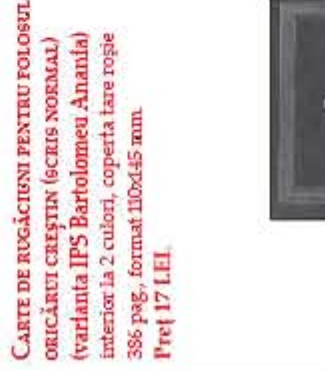 CARTE DE RUGĂCIUNI PENTRU FOLOSUL
ORICĂRUI CREȘTIN (SCRIS NORMAL)
(varianta IPS Bartolomeu Anania)
interior la 2 culori, coperta tare roșie
386 pag., format 110x145 mm.
Preț 17 LEI.